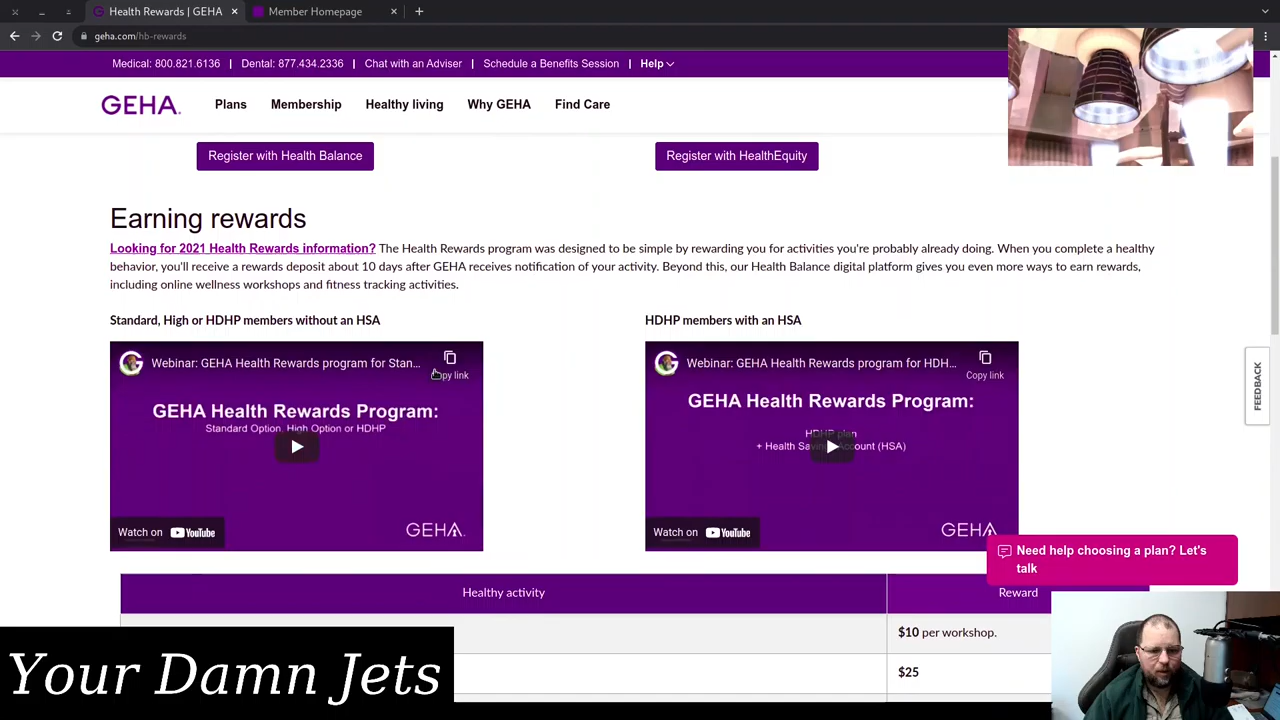 Health Rewards | GEHA
Member Homepage
geha.com/hb-rewards
Medical: 800.821.6136 | Dental: 877.434.2336 | Chat with an Adviser | Schedule a Benefits Session | Help
GEHA.
Plans
Membership
Healthy living
Why GEHA
Find Care
Register with Health Balance
Register with HealthEquity
Earning rewards
Looking for 2021 Health Rewards information? The Health Rewards program was designed to be simple by rewarding you for activities you're probably already doing. When you complete a healthy
behavior, you'll receive a rewards deposit about 10 days after GEHA receives notification of your activity. Beyond this, our Health Balance digital platform gives you even more ways to earn rewards,
including online wellness workshops and fitness tracking activities.
Standard, High or HDHP members without an HSA
HDHP members with an HSA
Webinar: GEHA Health Rewards program for Stan...
Copy link
GEHA Health Rewards Program:
Standard Option, High Option or HDHP
Watch on YouTube
GEHA.
Webinar: GEHA Health Rewards program for HDH...
Copy link
GEHA Health Rewards Program:
HDHP plan
+ Health Savings Account (HSA)
Watch on YouTube
GEHA
FEEDBACK
Need help choosing a plan? Let's
talk
Healthy activity
Reward
$10 per workshop.
$25
Your Damn Jets